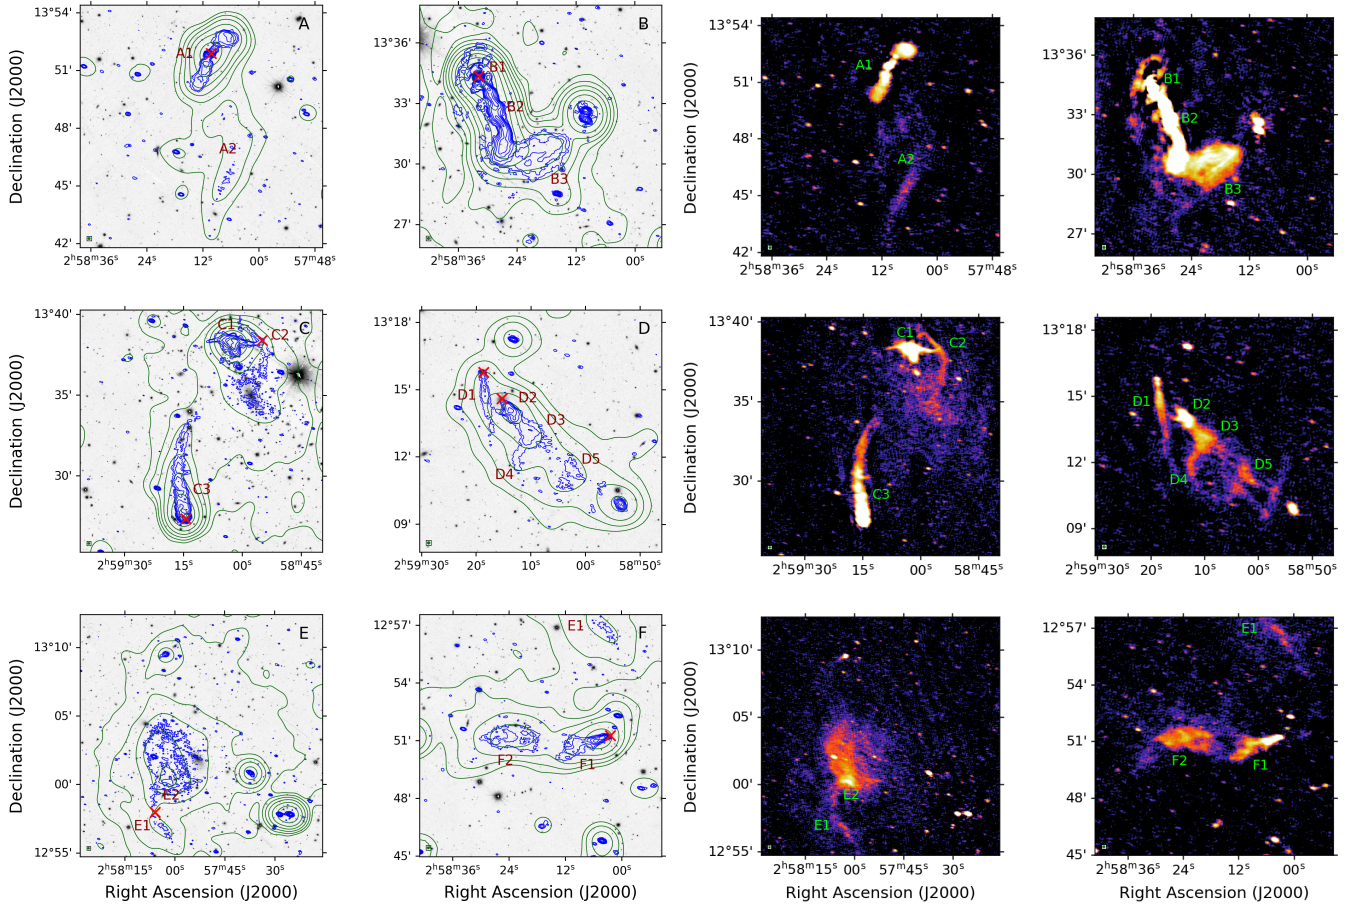 A
13°54'
51'
48'
45'
42'
A1
A2
2ʰ58ᵐ36ˢ 24ˢ 12ˢ 00ˢ 57ᵐ48ˢ
Declination (J2000)
B
13°36'
33'
30'
27'
B1
B2
B3
2ʰ58ᵐ36ˢ 24ˢ 12ˢ 00ˢ
13°54'
51'
48'
45'
42'
A1
A2
2ʰ58ᵐ36ˢ 24ˢ 12ˢ 00ˢ 57ᵐ48ˢ
Declination (J2000)
13°36'
33'
30'
27'
B1
B2
B3
2ʰ58ᵐ36ˢ 24ˢ 12ˢ 00ˢ
C
13°40'
35'
30'
C1
C2
C3
2ʰ59ᵐ30ˢ 15ˢ 00ˢ 58ᵐ45ˢ
Declination (J2000)
D
13°18'
15'
12'
09'
D1
D2
D3
D4
D5
2ʰ59ᵐ30ˢ 20ˢ 10ˢ 00ˢ 58ᵐ50ˢ
13°40'
35'
30'
C1
C2
C3
2ʰ59ᵐ30ˢ 15ˢ 00ˢ 58ᵐ45ˢ
Declination (J2000)
13°18'
15'
12'
09'
D1
D2
D3
D4
D5
2ʰ59ᵐ30ˢ 20ˢ 10ˢ 00ˢ 58ᵐ50ˢ
E
13°10'
05'
00'
12°55'
E2
E1
2ʰ58ᵐ15ˢ 00ˢ 57ᵐ45ˢ 30ˢ
Right Ascension (J2000)
Declination (J2000)
F
12°57'
54'
51'
48'
45'
E1
F2
F1
2ʰ58ᵐ36ˢ 24ˢ 12ˢ 00ˢ
Right Ascension (J2000)
13°10'
05'
00'
12°55'
E2
E1
2ʰ58ᵐ15ˢ 00ˢ 57ᵐ45ˢ 30ˢ
Right Ascension (J2000)
Declination (J2000)
12°57'
54'
51'
48'
45'
E1
F2
F1
2ʰ58ᵐ36ˢ 24ˢ 12ˢ 00ˢ
Right Ascension (J2000)